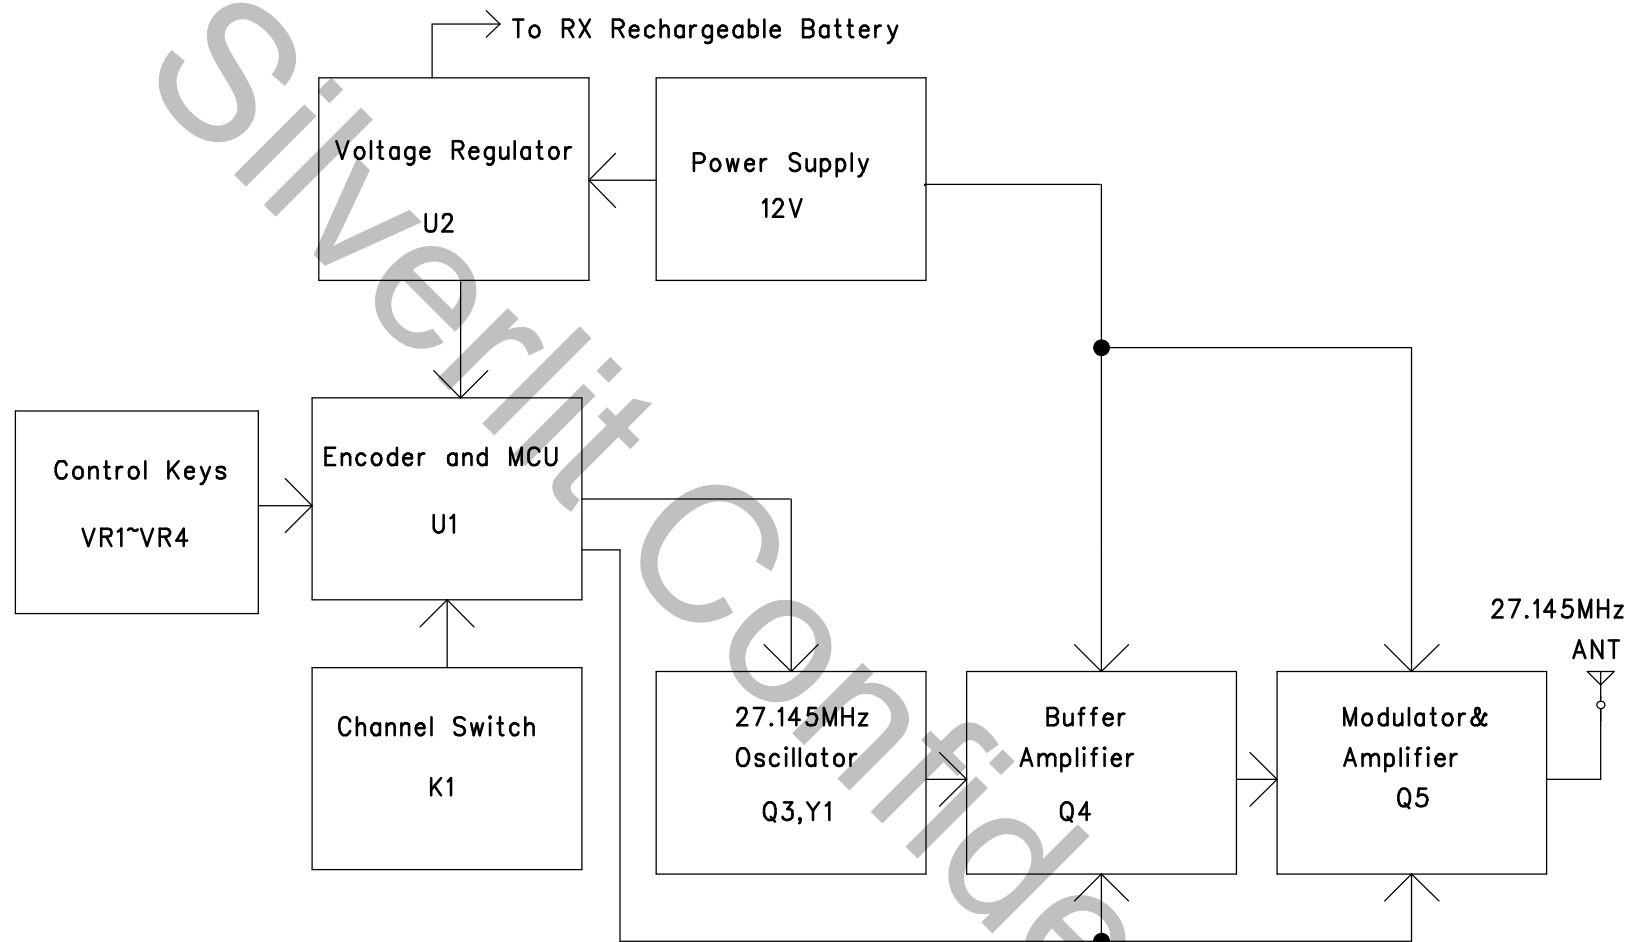 To RX Rechargeable Battery
Voltage Regulator
U2
Power Supply
12V
Control Keys
VR1~VR4
Encoder and MCU
U1
Channel Switch
K1
27.145MHz
Oscillator
Q3,Y1
Buffer
Amplifier
Q4
Modulator&
Amplifier
Q5
27.145MHz
ANT
Silverlit Confide